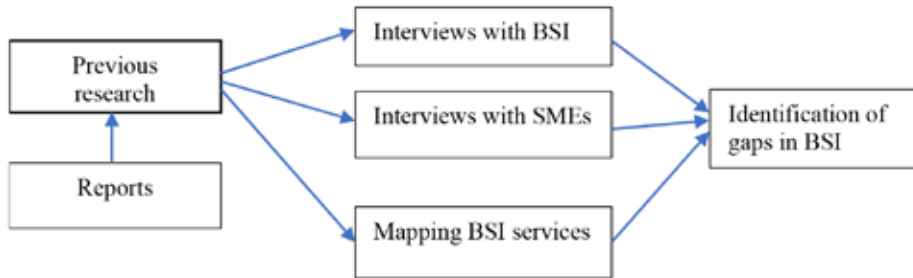 Previous
research
Reports
Interviews with BSI
Interviews with SMEs
Mapping BSI services
Identification of
gaps in BSI